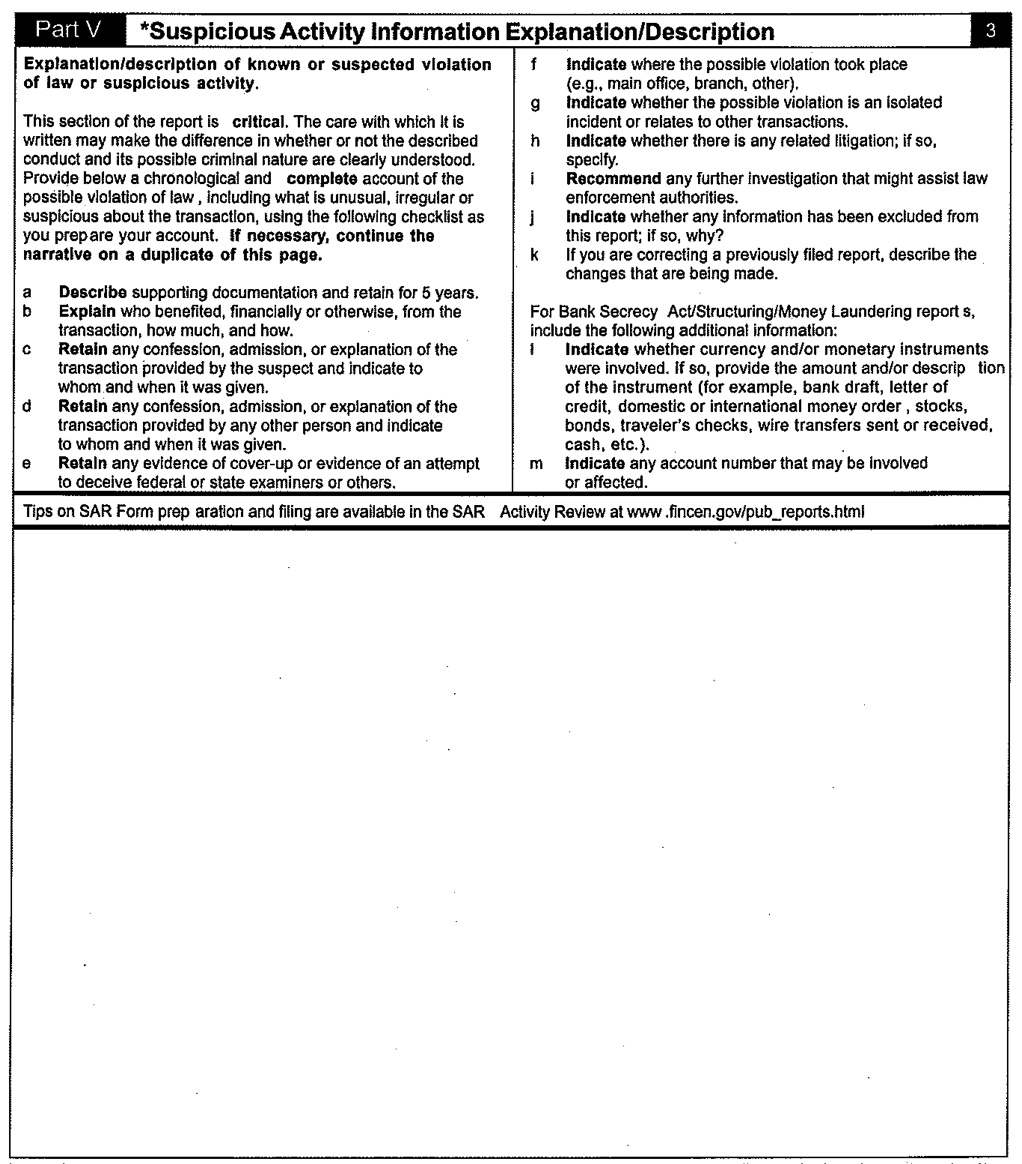 Part V *Suspicious Activity Information Explanation/Description 3
Explanation/description of known or suspected violation
of law or suspicious activity.
This section of the report is critical. The care with which it is
written may make the difference in whether or not the described
conduct and its possible criminal nature are clearly understood.
Provide below a chronological and complete account of the
possible violation of law , including what is unusual, irregular or
suspicious about the transaction, using the following checklist as
you prepare your account. If necessary, continue the
narrative on a duplicate of this page.
a Describe supporting documentation and retain for 5 years.
b Explain who benefited, financially or otherwise, from the
transaction, how much, and how.
c Retain any confession, admission, or explanation of the
transaction provided by the suspect and indicate to
whom and when it was given.
d Retain any confession, admission, or explanation of the
transaction provided by any other person and indicate
to whom and when it was given.
e Retain any evidence of cover-up or evidence of an attempt
to deceive federal or state examiners or others.
f Indicate where the possible violation took place
(e.g., main office, branch, other).
g Indicate whether the possible violation is an isolated
incident or relates to other transactions.
h Indicate whether there is any related litigation; if so,
specify.
i Recommend any further investigation that might assist law
enforcement authorities.
j Indicate whether any information has been excluded from
this report; if so, why?
k If you are correcting a previously filed report, describe the
changes that are being made.
For Bank Secrecy Act/Structuring/Money Laundering report s,
include the following additional information:
l Indicate whether currency and/or monetary instruments
were involved. If so, provide the amount and/or descrip tion
of the instrument (for example, bank draft, letter of
credit, domestic or international money order , stocks,
bonds, traveler's checks, wire transfers sent or received,
cash, etc.).
m Indicate any account number that may be involved
or affected.
Tips on SAR Form prep aration and filing are available in the SAR Activity Review at www .fincen.gov/pub_reports.html